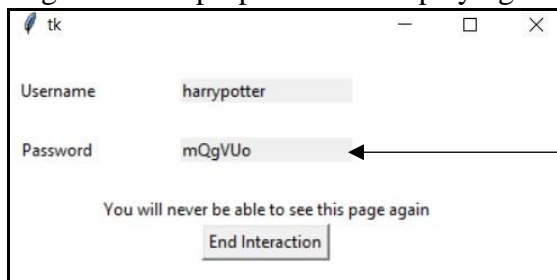 tk
Username harrypotter
Password mQgVUo
You will never be able to see this page again
End Interaction